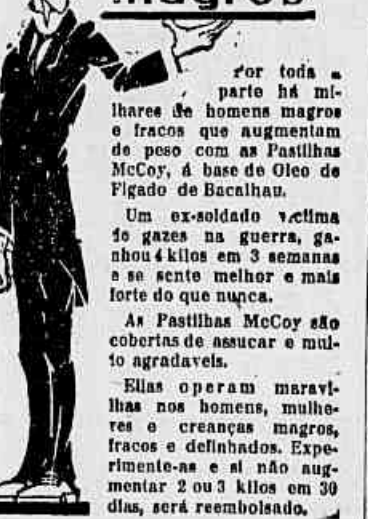 magros
Por toda a
parte há mi-
lhares de homens magros
e fracos que augmentam
de peso com as Pastilhas
McCoy, á base de Oleo de
Figado de Bacalhau.
Um ex-soldado victima
de gazes na guerra, ga-
nhou 4 kilos em 3 semanas
e se sente melhor e mais
forte do que nunca.
As Pastilhas McCoy são
cobertas de assucar e mui-
to agradaveis.
Ellas operam maravi-
lhas nos homens, mulhe-
res e creanças magros,
fracos e definhados. Expe-
rimente-as e si não aug-
mentar 2 ou 3 kilos em 30
dias, será reembolsado.